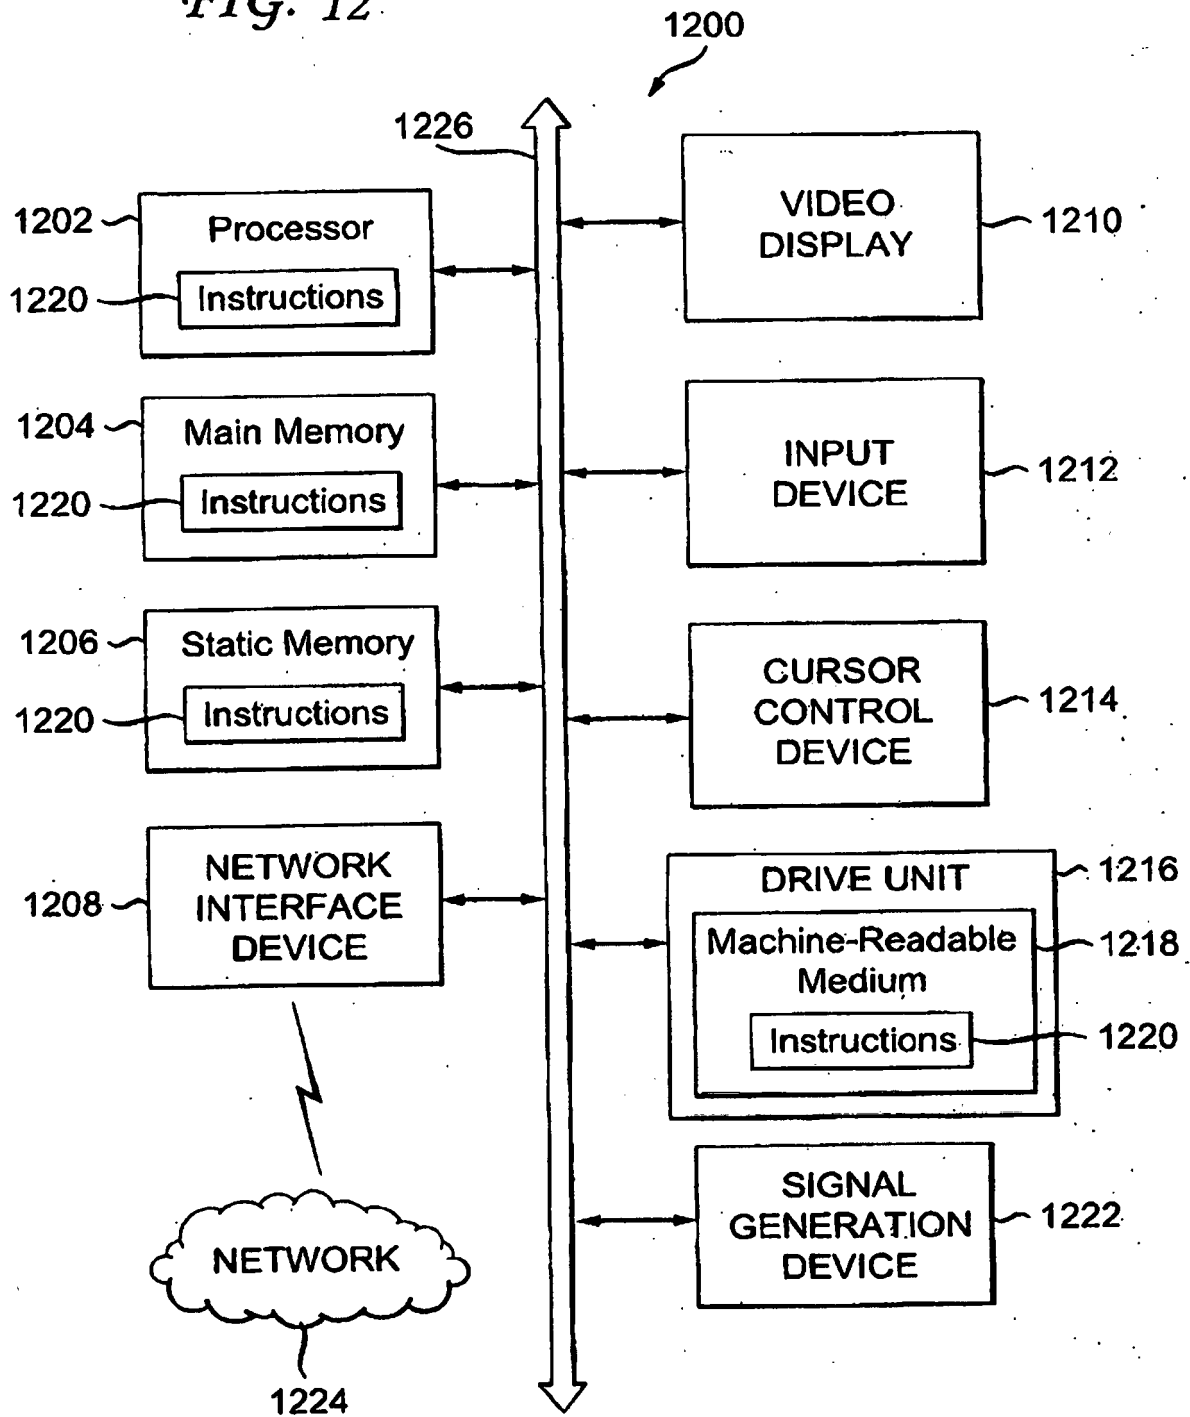 FIG. 12
1200
1226
1202
Processor
1220
Instructions
VIDEO
DISPLAY
1210
1204
Main Memory
1220
Instructions
INPUT
DEVICE
1212
1206
Static Memory
1220
Instructions
CURSOR
CONTROL
DEVICE
1214
1208
NETWORK
INTERFACE
DEVICE
DRIVE UNIT
1216
Machine-Readable
Medium
1218
Instructions
1220
NETWORK
1224
SIGNAL
GENERATION
DEVICE
1222